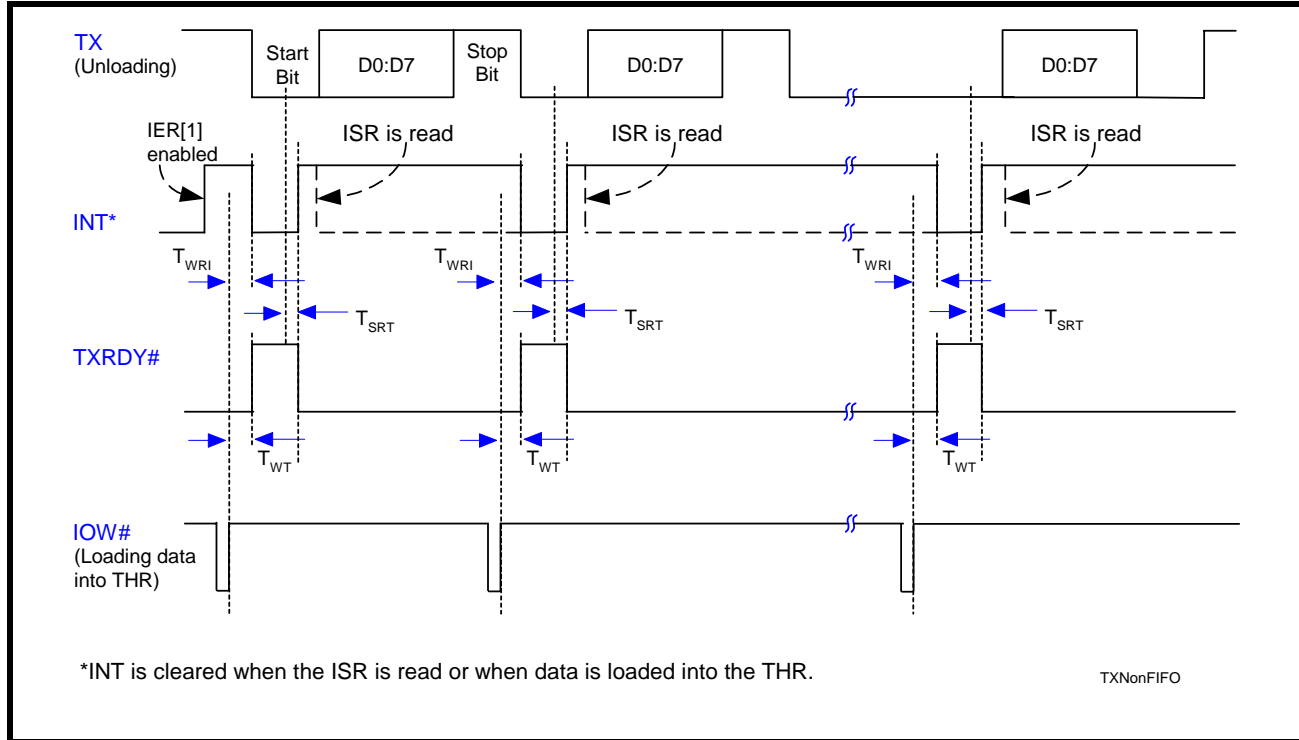 TX
(Unloading)
Start
Bit
D0:D7
Stop
Bit
D0:D7
D0:D7
IER[1]
enabled
ISR is read
ISR is read
ISR is read
INT*
TWRI
TWRI
TWRI
TSRT
TSRT
TSRT
TXRDY#
TWT
TWT
TWT
IOW#
(Loading data
into THR)
*INT is cleared when the ISR is read or when data is loaded into the THR.
TXNonFIFO